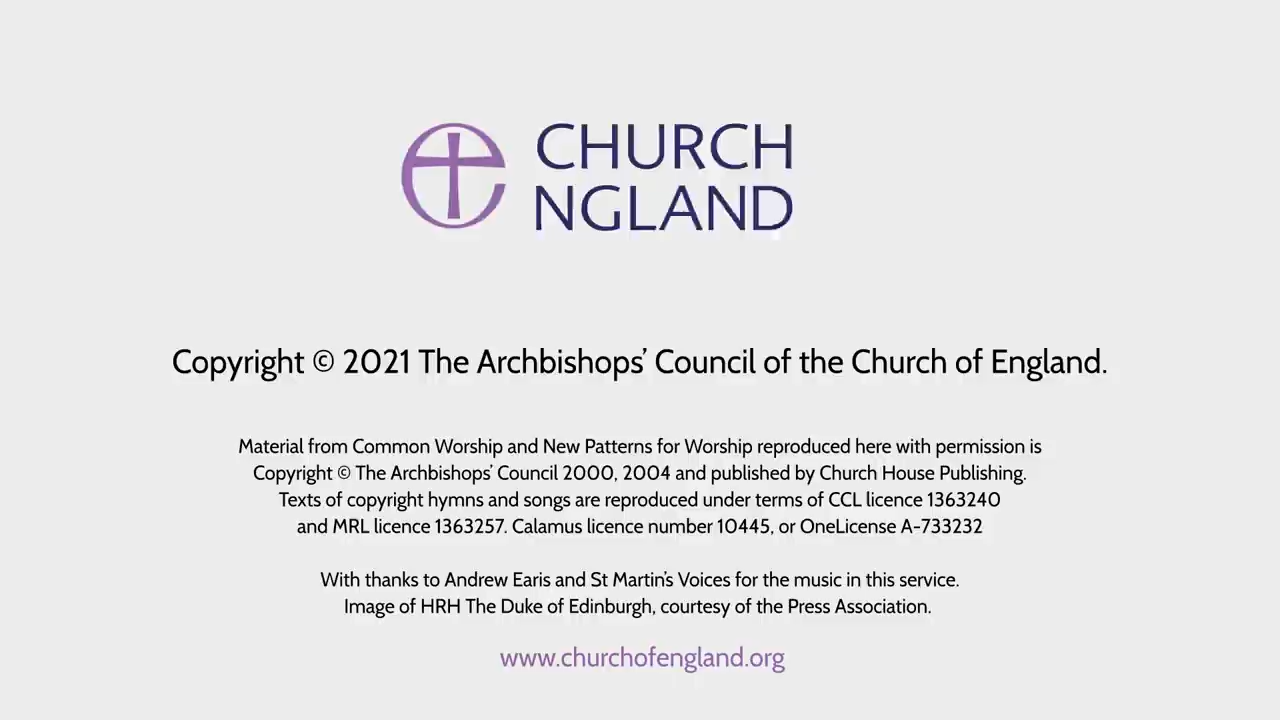 CHURCH
NGLAND
Copyright © 2021 The Archbishops’ Council of the Church of England.
Material from Common Worship and New Patterns for Worship reproduced here with permission is
Copyright © The Archbishops’ Council 2000, 2004 and published by Church House Publishing.
Texts of copyright hymns and songs are reproduced under terms of CCL licence 1363240
and MRL licence 1363257. Calamus licence number 10445, or OneLicense A-733232
With thanks to Andrew Earis and St Martin’s Voices for the music in this service.
Image of HRH The Duke of Edinburgh, courtesy of the Press Association.
www.churchofengland.org